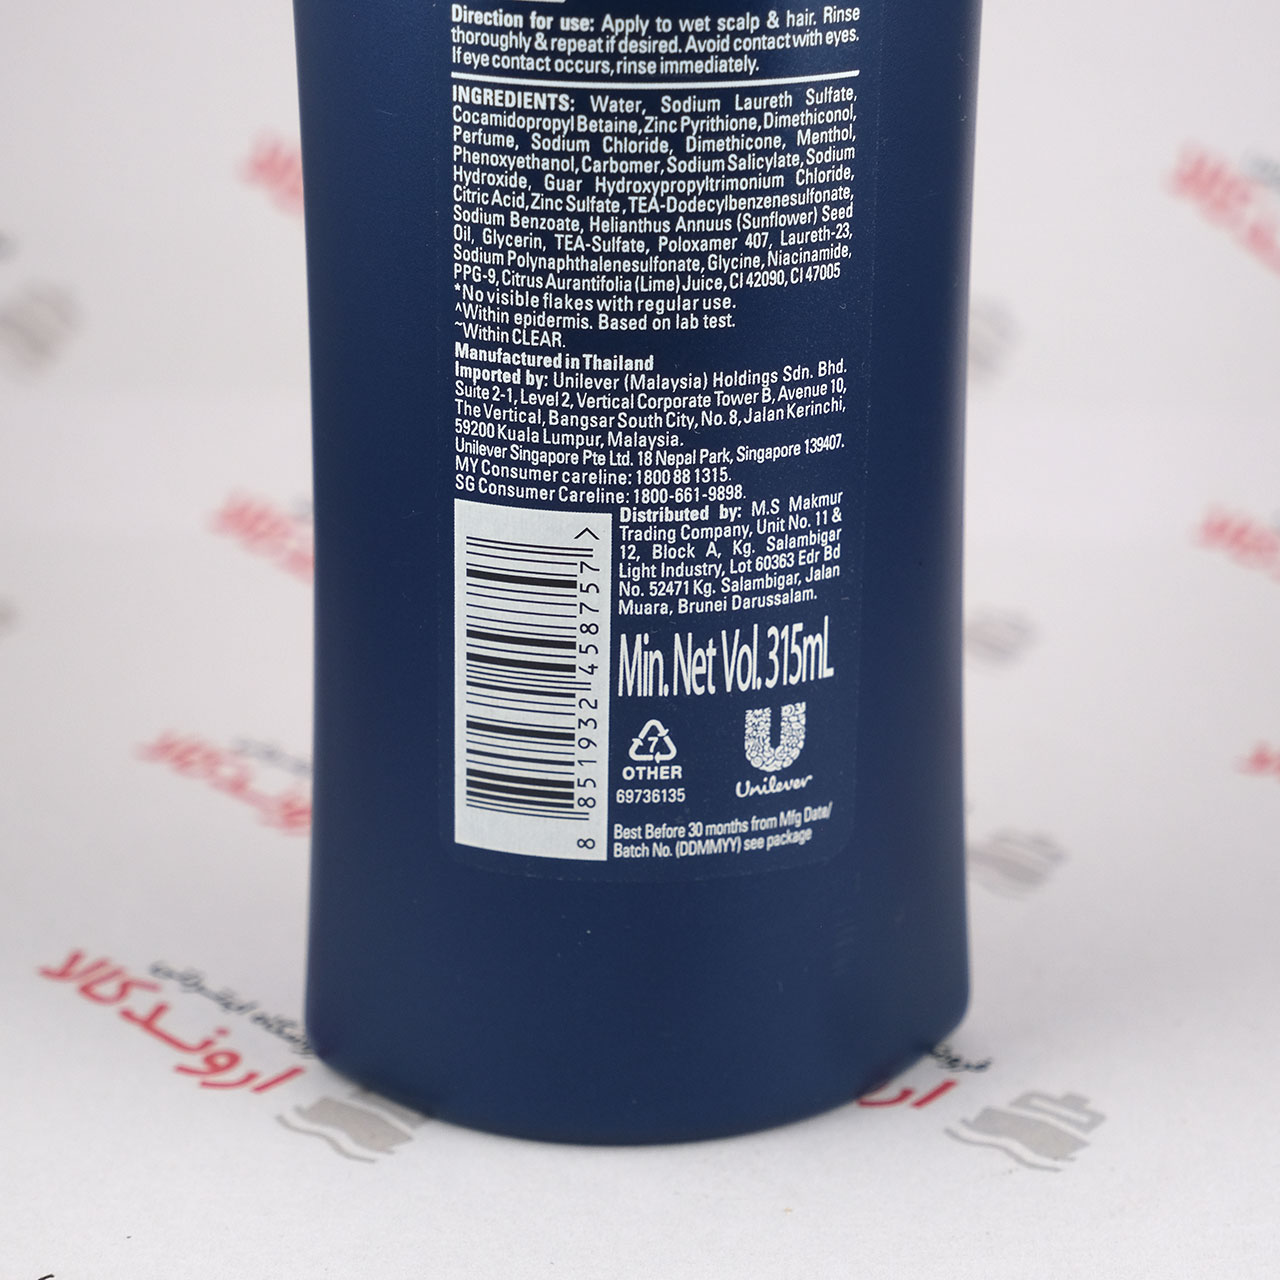 Direction for use: Apply to wet scalp & hair. Rinse
thoroughly & repeat if desired. Avoid contact with eyes.
If eye contact occurs, rinse immediately.
INGREDIENTS: Water, Sodium Laureth Sulfate,
Cocamidopropyl Betaine, Zinc Pyrithione, Dimethiconol,
Perfume, Sodium Chloride, Dimethicone, Menthol,
Phenoxyethanol, Carbomer, Sodium Salicylate, Sodium
Hydroxide, Guar Hydroxypropyltrimonium Chloride,
Citric Acid, Zinc Sulfate, TEA-Dodecylbenzenesulfonate,
Sodium Benzoate, Helianthus Annuus (Sunflower) Seed
Oil, Glycerin, TEA-Sulfate, Poloxamer 407, Laureth-23,
Sodium Polynaphthalenesulfonate, Glycine, Niacinamide,
PPG-9, Citrus Aurantifolia (Lime) Juice, CI 42090, CI 47005
*No visible flakes with regular use.
^Within epidermis. Based on lab test.
~Within CLEAR.
Manufactured in Thailand
Imported by: Unilever (Malaysia) Holdings Sdn. Bhd.
Suite 2-1, Level 2, Vertical Corporate Tower B, Avenue 10,
The Vertical, Bangsar South City, No. 8, Jalan Kerinchi,
59200 Kuala Lumpur, Malaysia.
Unilever Singapore Pte Ltd. 18 Nepal Park, Singapore 139407.
MY Consumer careline: 1800 88 1315.
SG Consumer Careline: 1800-661-9898.
Distributed by: M.S Makmur
Trading Company, Unit No. 11 &
12, Block A, Kg. Salambigar
Light Industry, Lot 60363 Edr Bd
No. 52471 Kg. Salambigar, Jalan
Muara, Brunei Darussalam.
8 851932 458757 >
Min. Net Vol. 315mL
7
OTHER
69736135
Unilever
Best Before 30 months from Mfg Date/
Batch No. (DDMMYY) see package
اینترنتی
اروندکالا